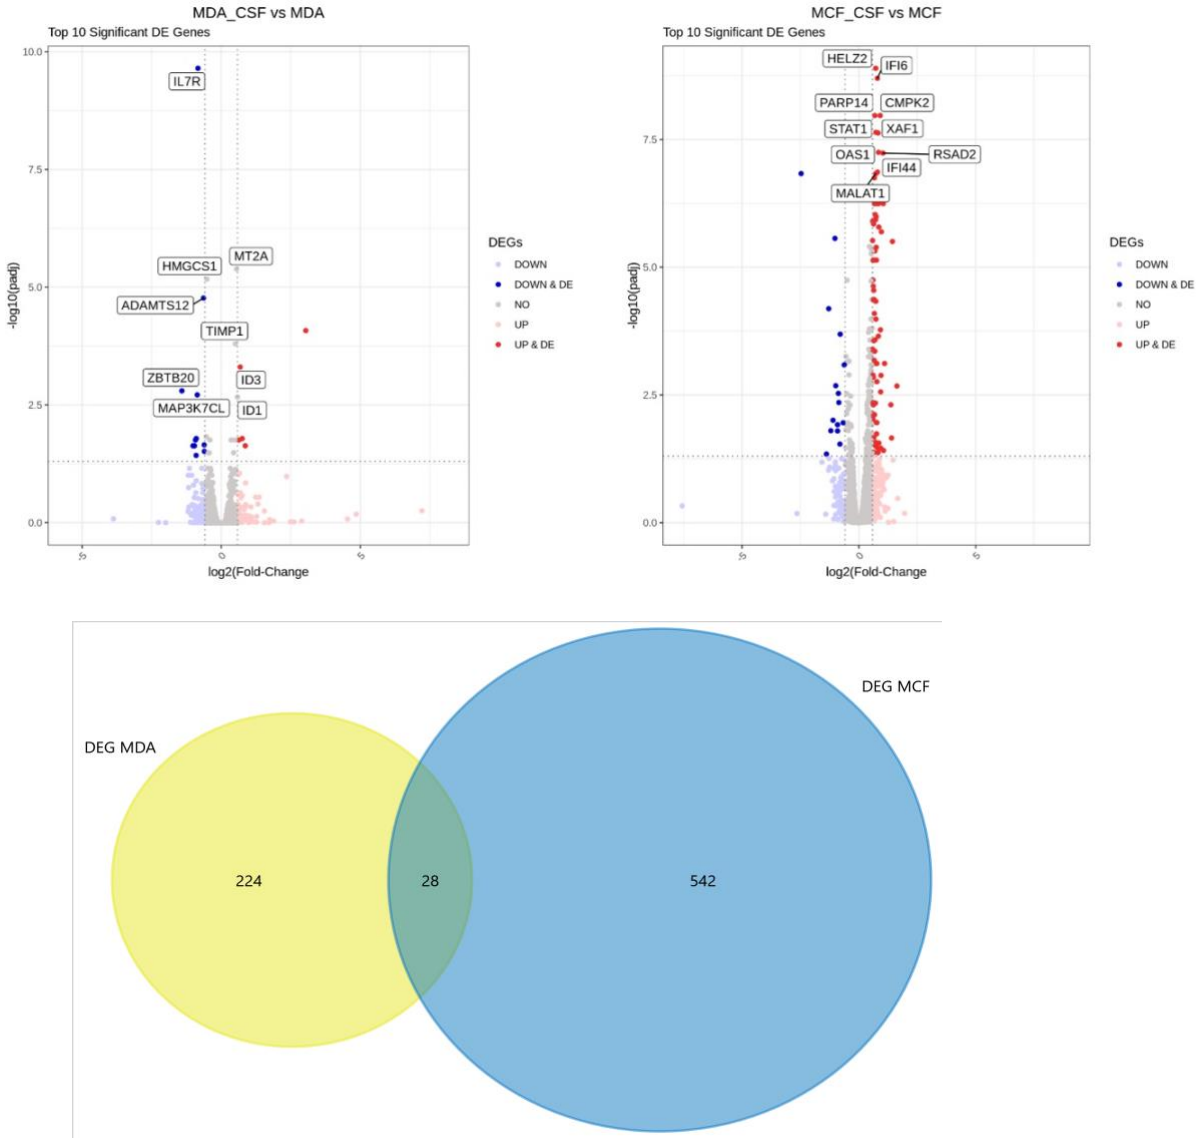 MDA_CSF vs MDA
Top 10 Significant DE Genes
10.0
7.5
5.0
2.5
0.0
-log10(padj)
IL7R
HMGCS1
MT2A
ADAMTS12
TIMP1
ZBTB20
ID3
MAP3K7CL
ID1
-5
0
5
log2(Fold-Change
DEGs
DOWN
DOWN & DE
NO
UP
UP & DE
MCF_CSF vs MCF
Top 10 Significant DE Genes
7.5
5.0
2.5
0.0
-log10(padj)
HELZ2
IFI6
PARP14
CMPK2
STAT1
XAF1
OAS1
RSAD2
IFI44
MALAT1
-5
0
5
log2(Fold-Change
DEGs
DOWN
DOWN & DE
NO
UP
UP & DE
DEG MCF
DEG MDA
224
28
542